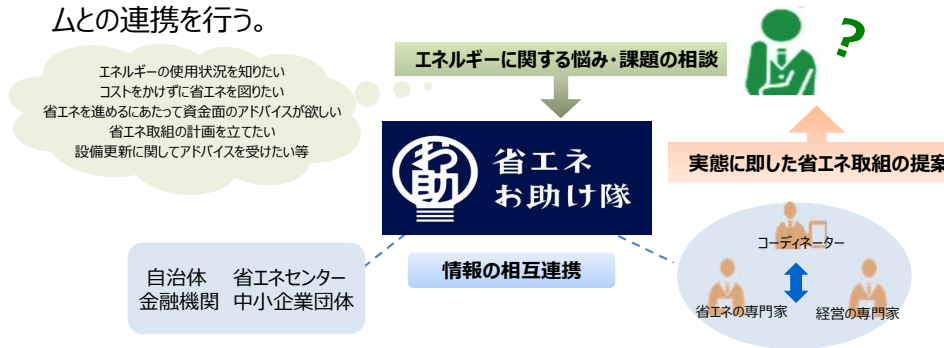 ムとの連携を行う。
エネルギーに関する悩み・課題の相談
?
エネルギーの使用状況を知りたい
コストをかけずに省エネを図りたい
省エネを進めるにあたって資金面のアドバイスが欲しい
省エネ取組の計画を立てたい
設備更新に関してアドバイスを受けたい等
お助
省エネ
お助け隊
実態に即した省エネ取組の提案
コーディネーター
情報の相互連携
自治体 省エネセンター
金融機関 中小企業団体
省エネの専門家 経営の専門家